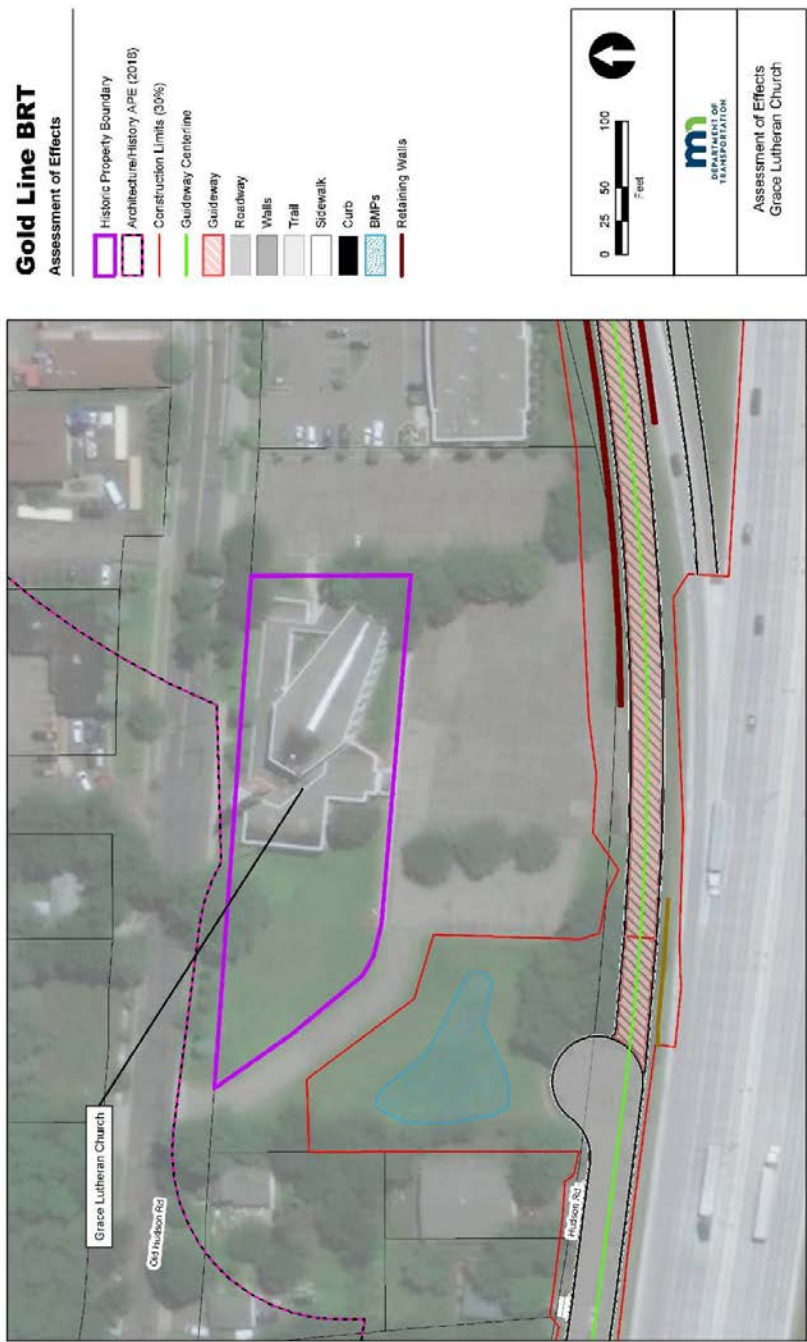 Gold Line BRT
Assessment of Effects
Historic Property Boundary
Architecture/History APE (2018)
Construction Limits (30%)
Guideway Centerline
Guideway
Roadway
Walls
Trail
Sidewalk
Curb
BMPs
Retaining Walls
0 50 100
25
Feet
mn
DEPARTMENT OF
TRANSPORTATION
Assessment of Effects
Grace Lutheran Church
Grace Lutheran Church
Old Hudson Rd
Hudson Rd